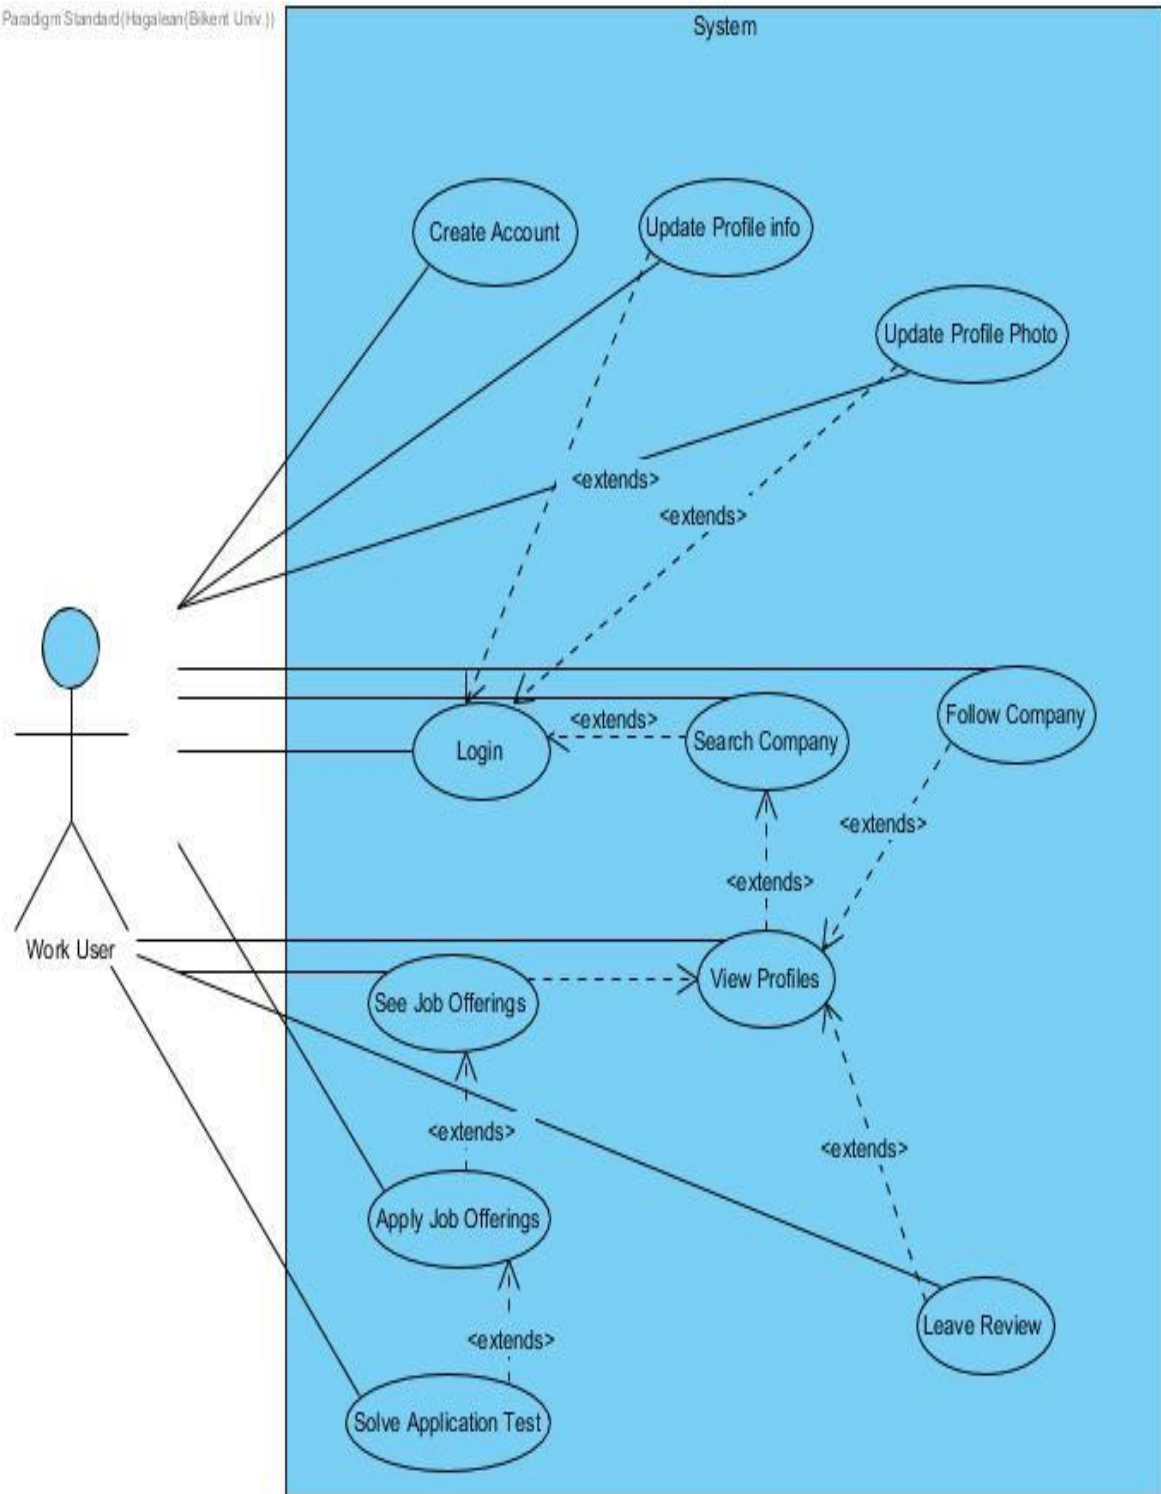 Paradigm Standard(Hagalean(Bilkent Univ.))
System
Create Account
Update Profile info
Update Profile Photo
<extends>
<extends>
Follow Company
<extends>
Search Company
Login
<extends>
<extends>
Work User
View Profiles
See Job Offerings
<extends>
<extends>
Apply Job Offerings
Leave Review
<extends>
Solve Application Test